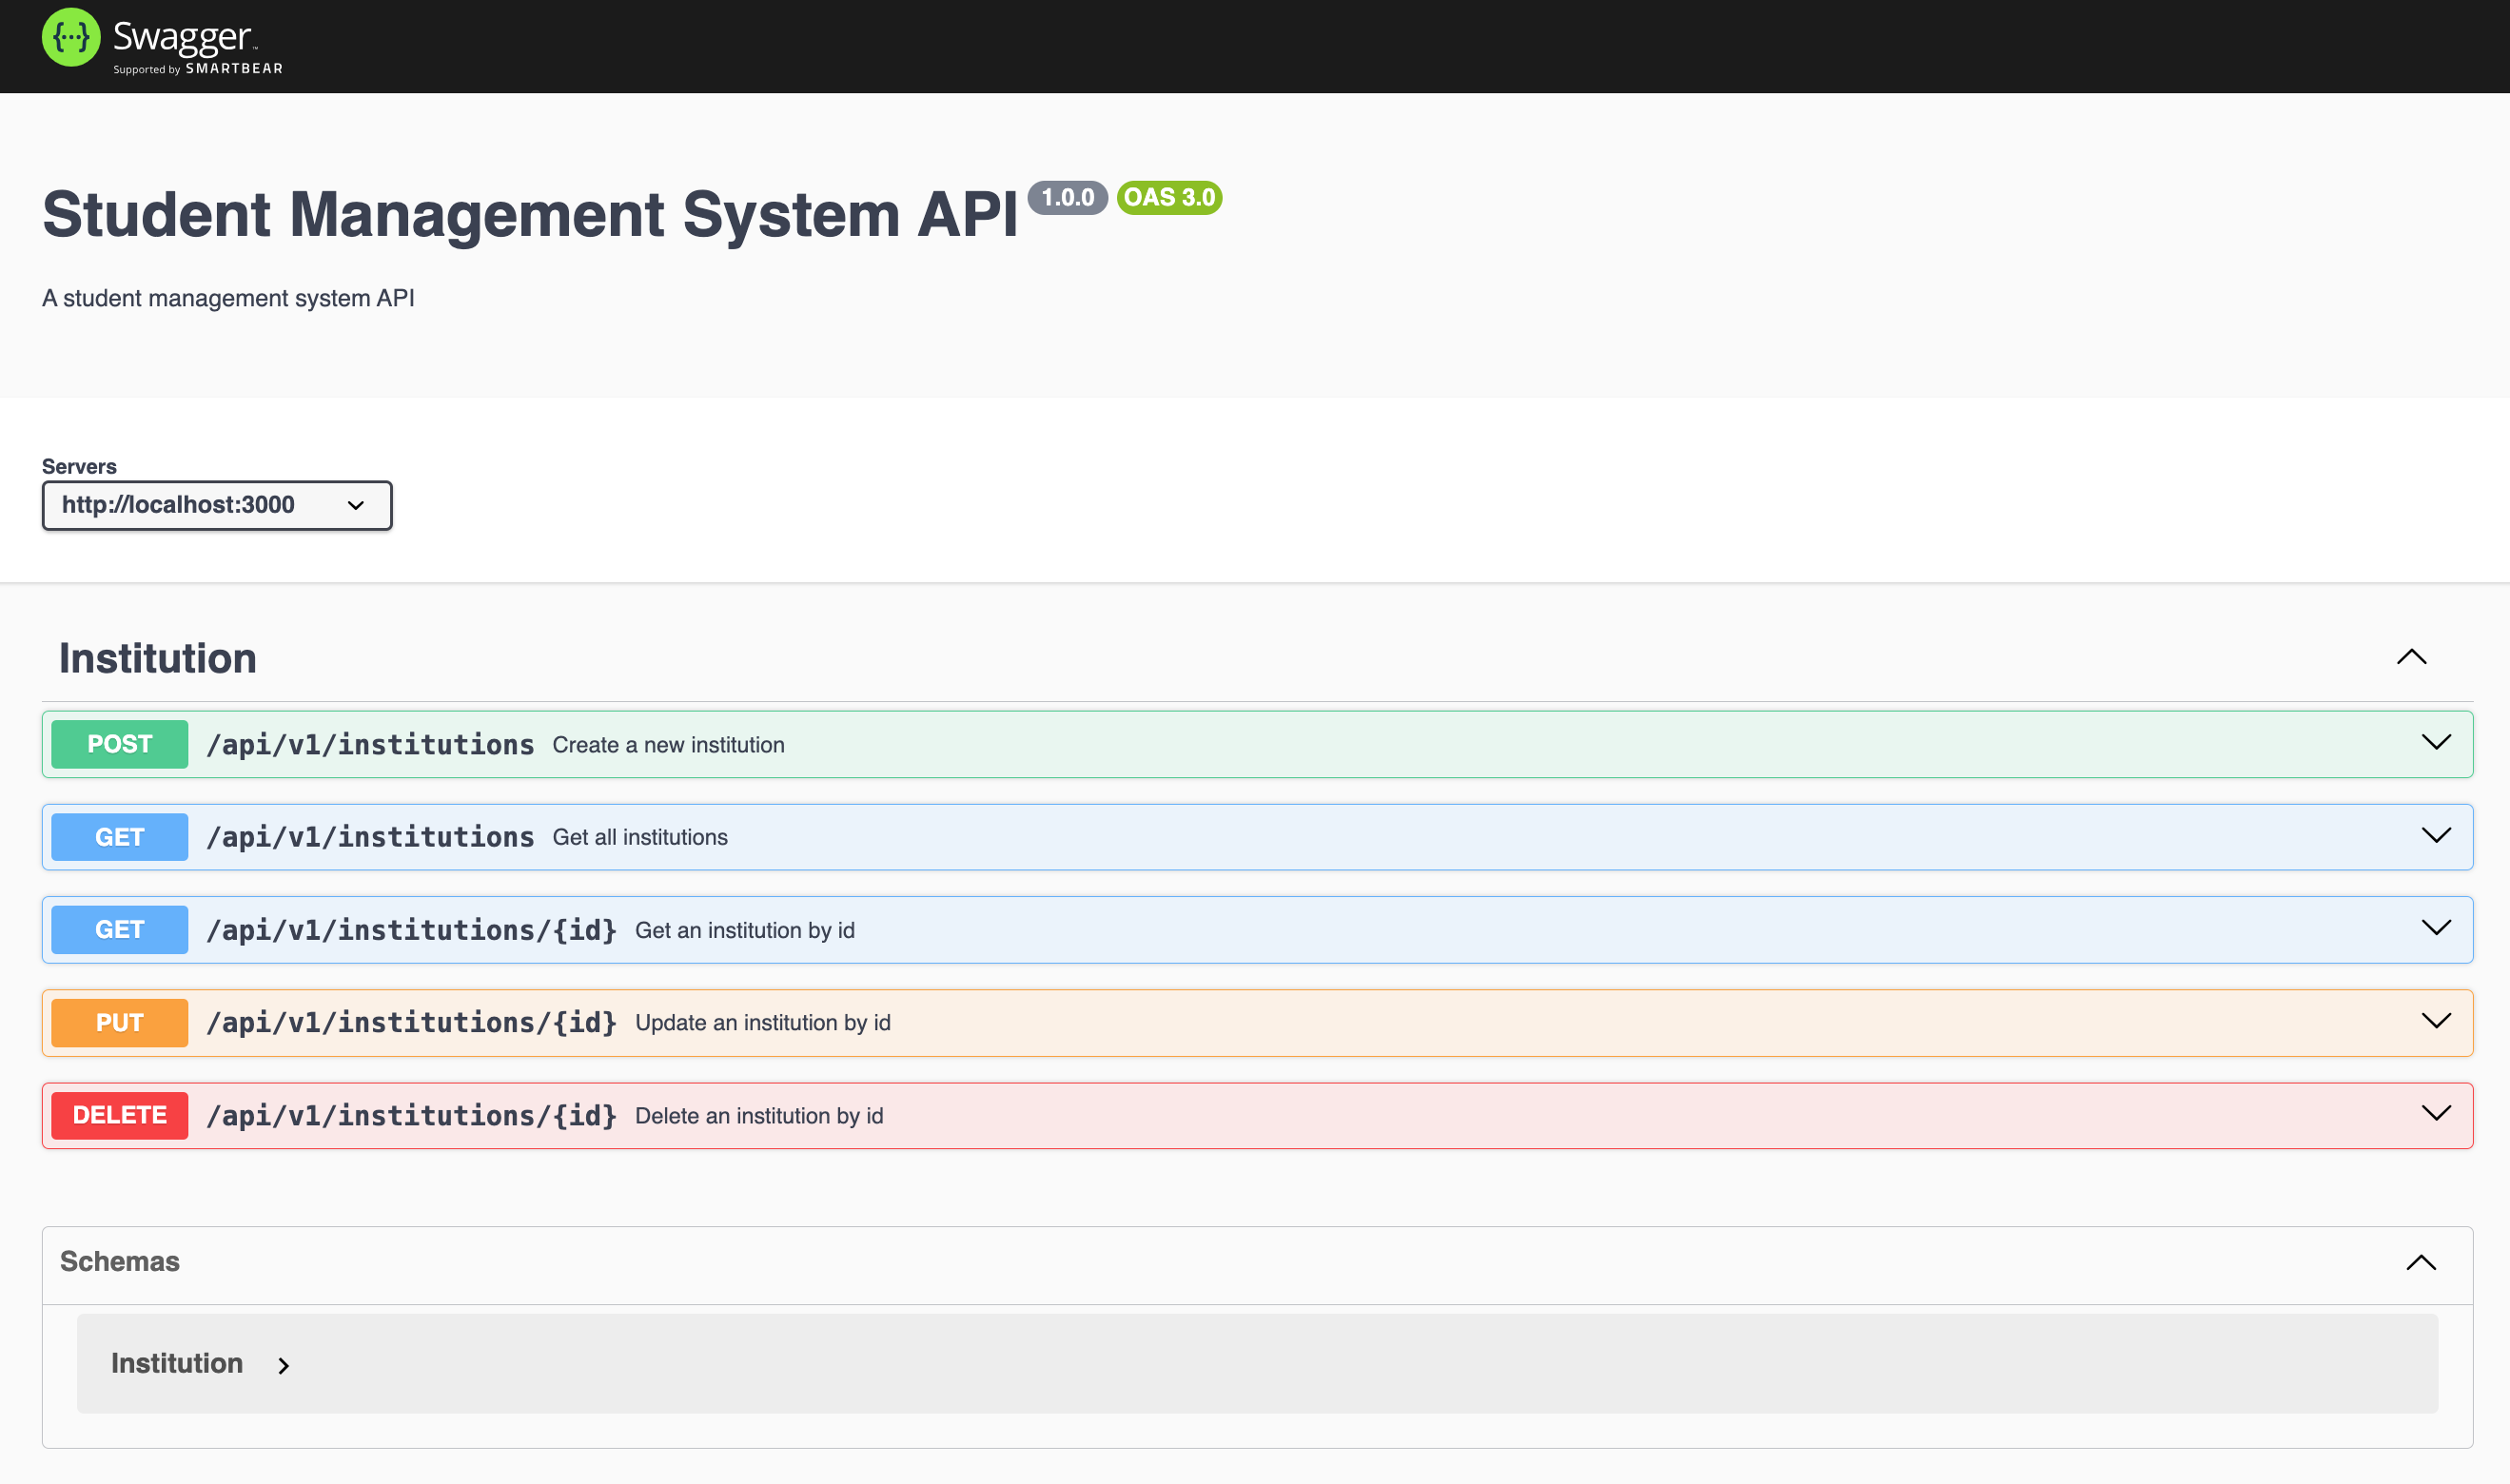 {...} Swagger™
Supported by SMARTBEAR
Student Management System API 1.0.0 OAS 3.0
A student management system API
Servers
http://localhost:3000
Institution
POST /api/v1/institutions Create a new institution
GET /api/v1/institutions Get all institutions
GET /api/v1/institutions/{id} Get an institution by id
PUT /api/v1/institutions/{id} Update an institution by id
DELETE /api/v1/institutions/{id} Delete an institution by id
Schemas
Institution